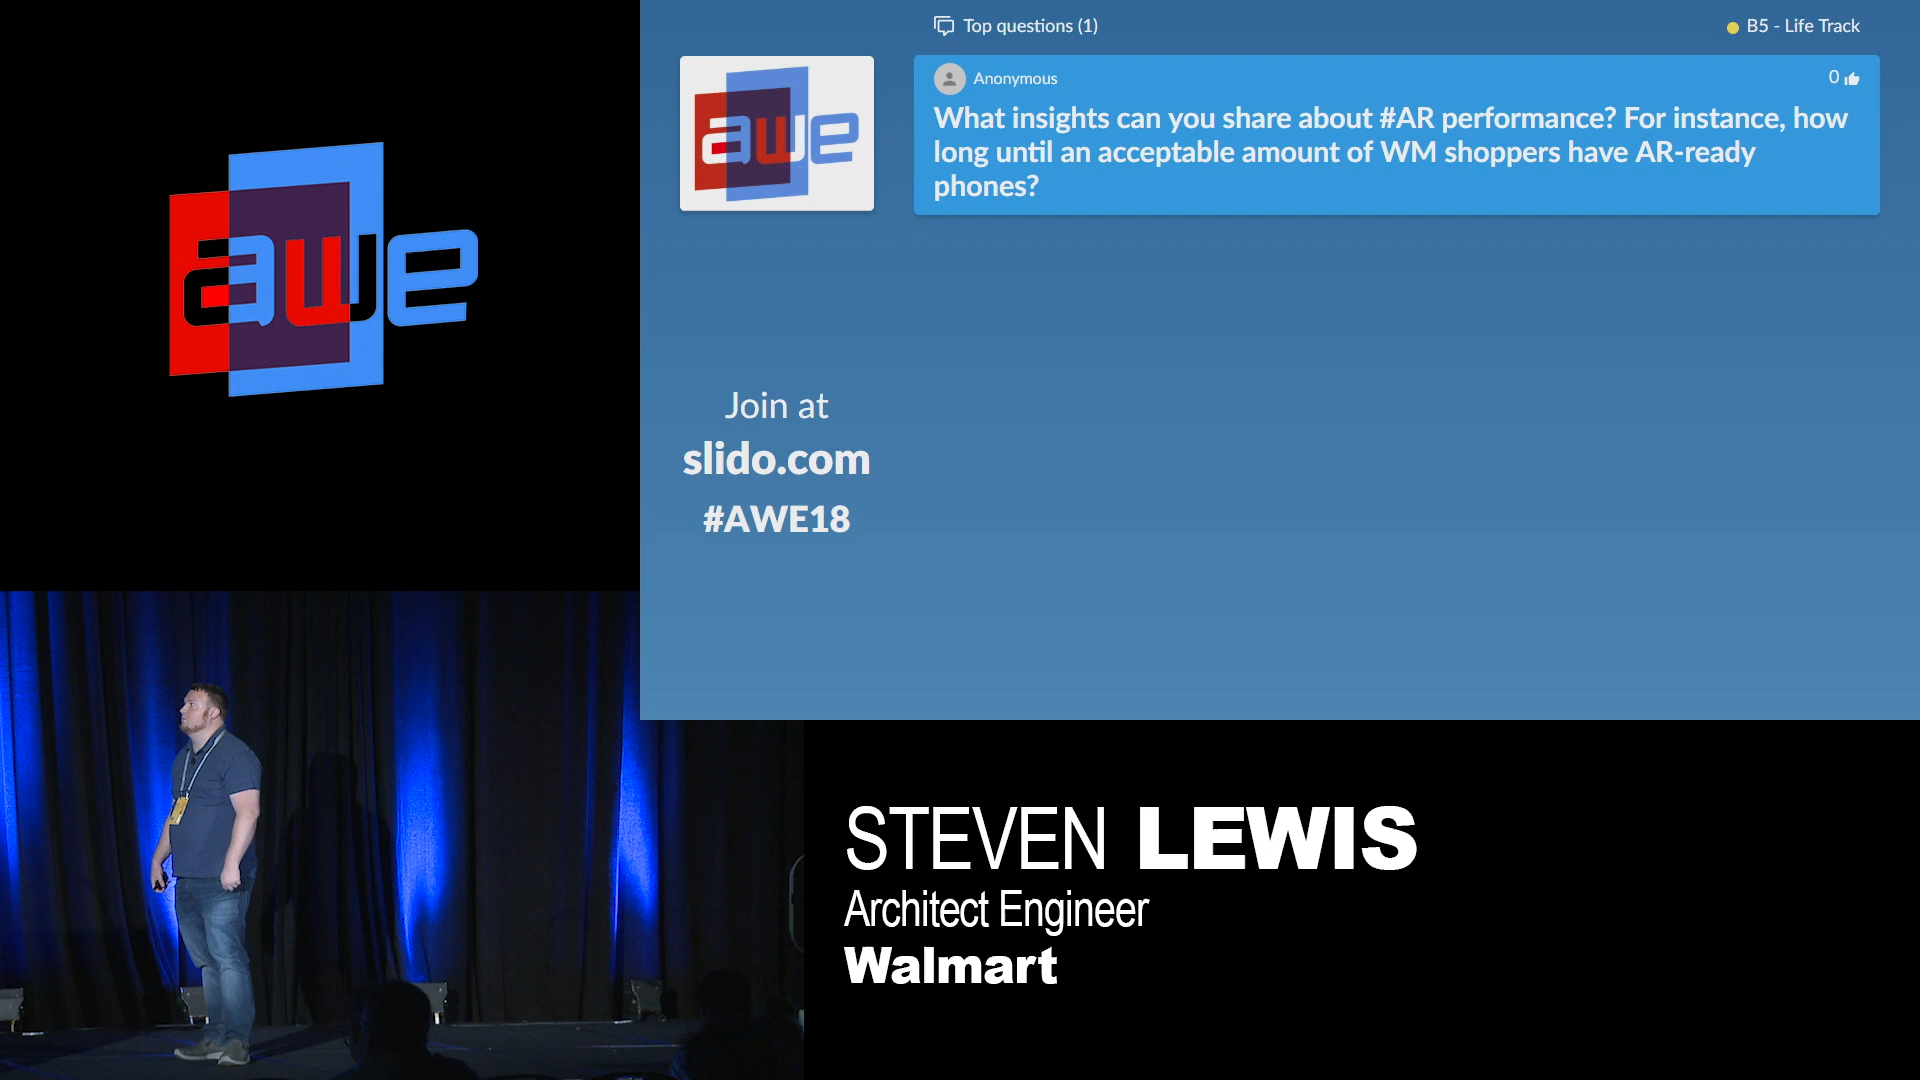 awe
Top questions (1)
B5 - Life Track
awe
Anonymous
0
What insights can you share about #AR performance? For instance, how
long until an acceptable amount of WM shoppers have AR-ready
phones?
Join at
slido.com
#AWE18
STEVEN LEWIS
Architect Engineer
Walmart